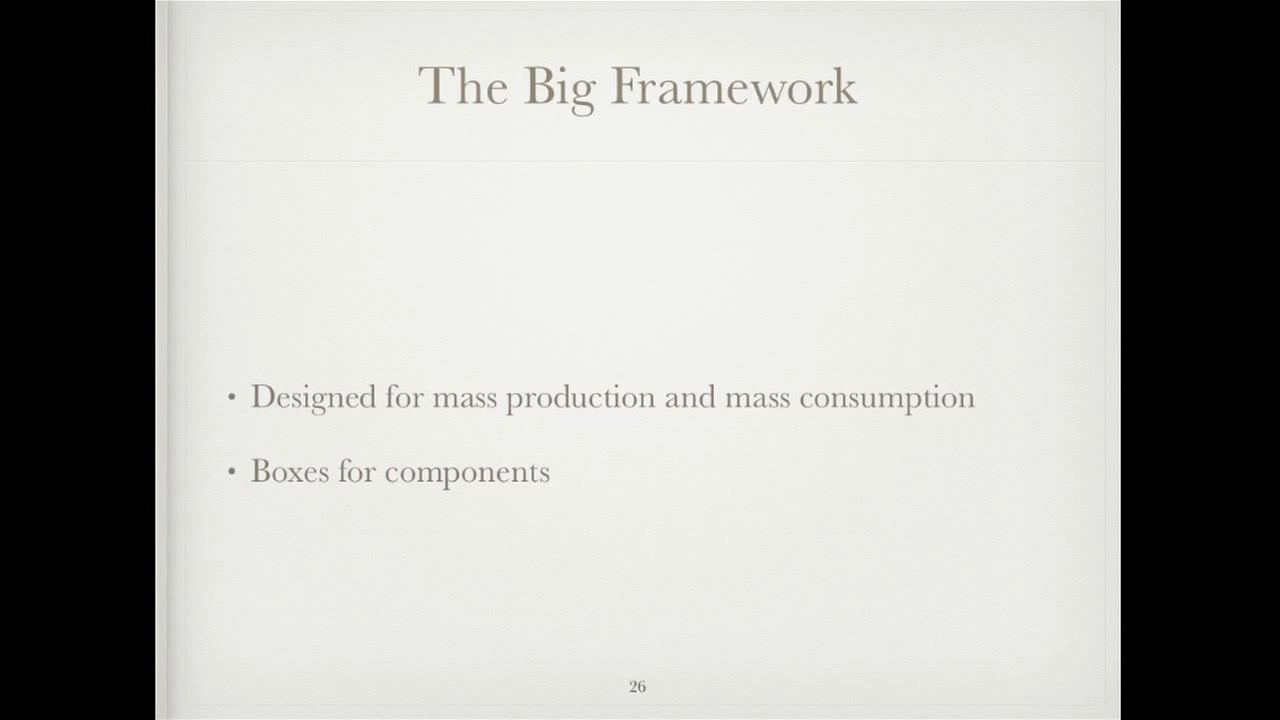 The Big Framework
• Designed for mass production and mass consumption
• Boxes for components
26